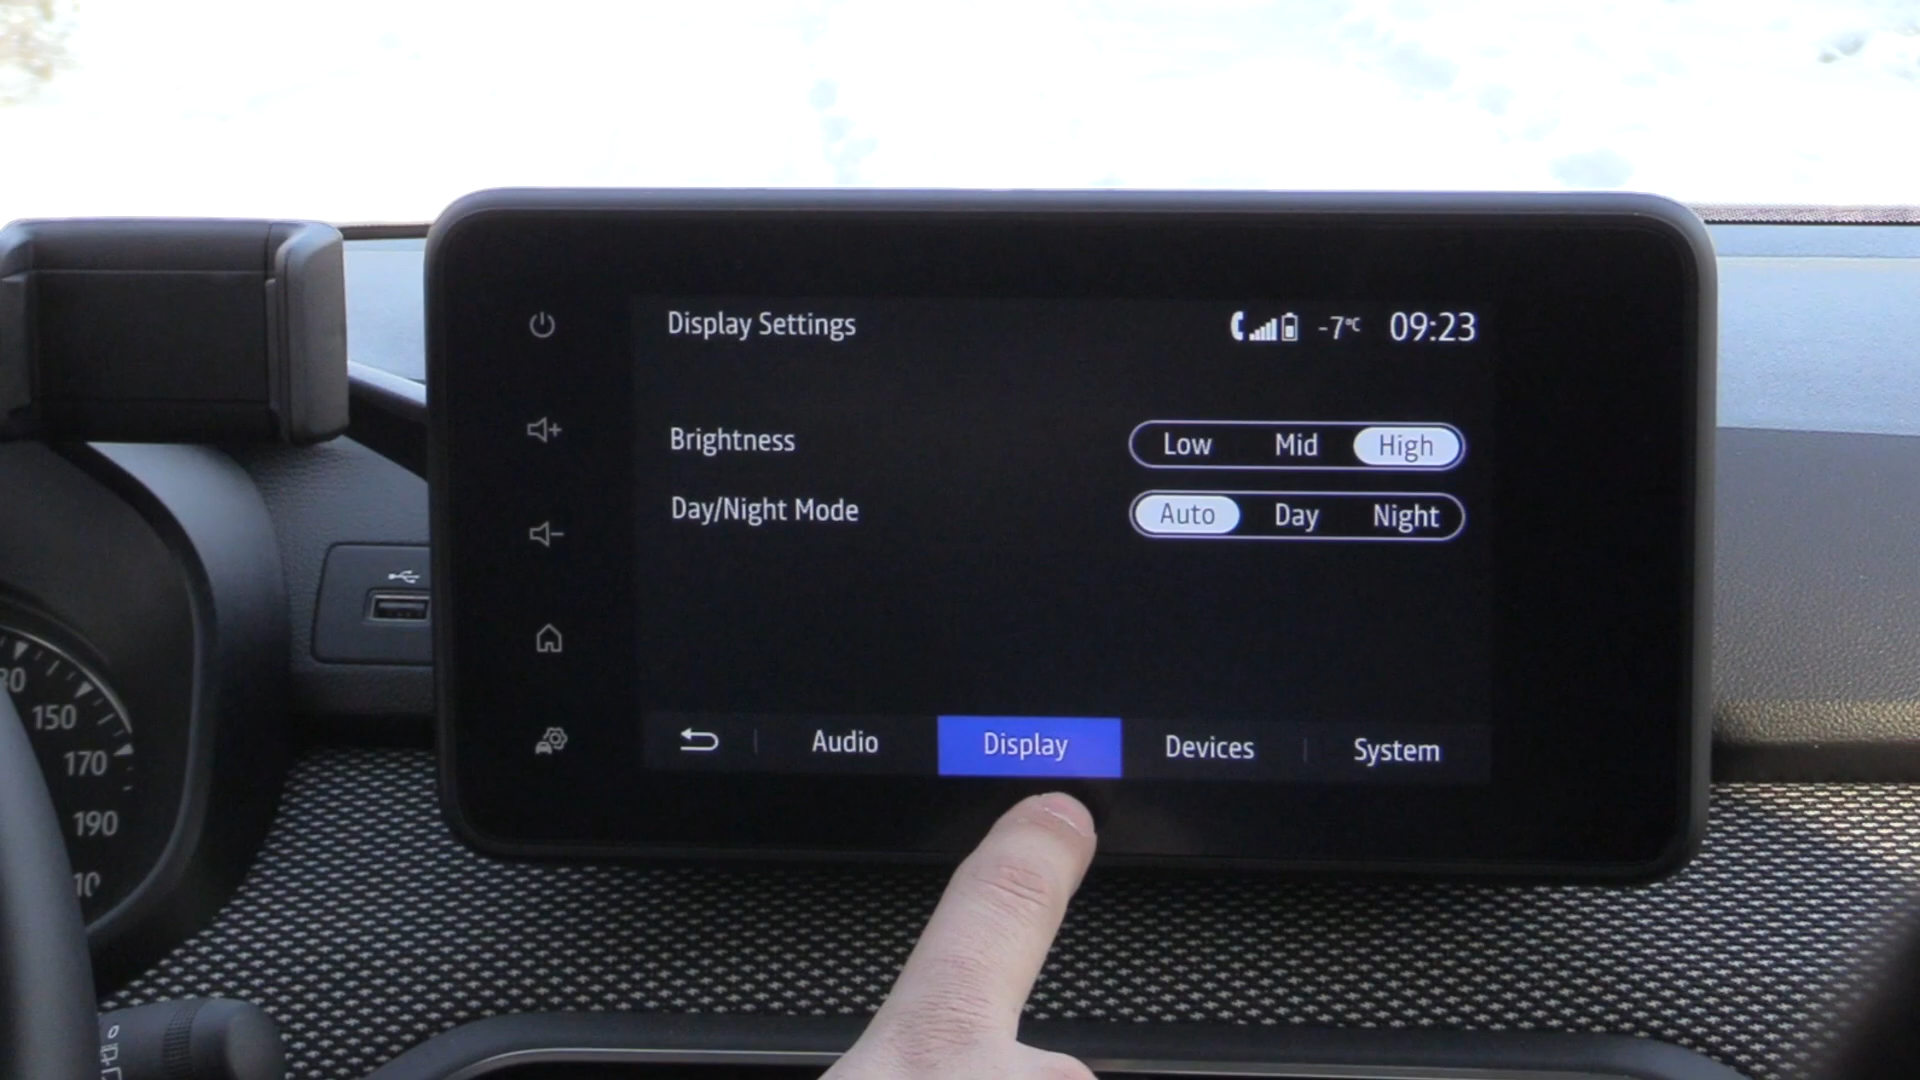 Display Settings
-7°C 09:23
Brightness
Low Mid High
Day/Night Mode
Auto Day Night
Audio Display Devices System
150
170
190